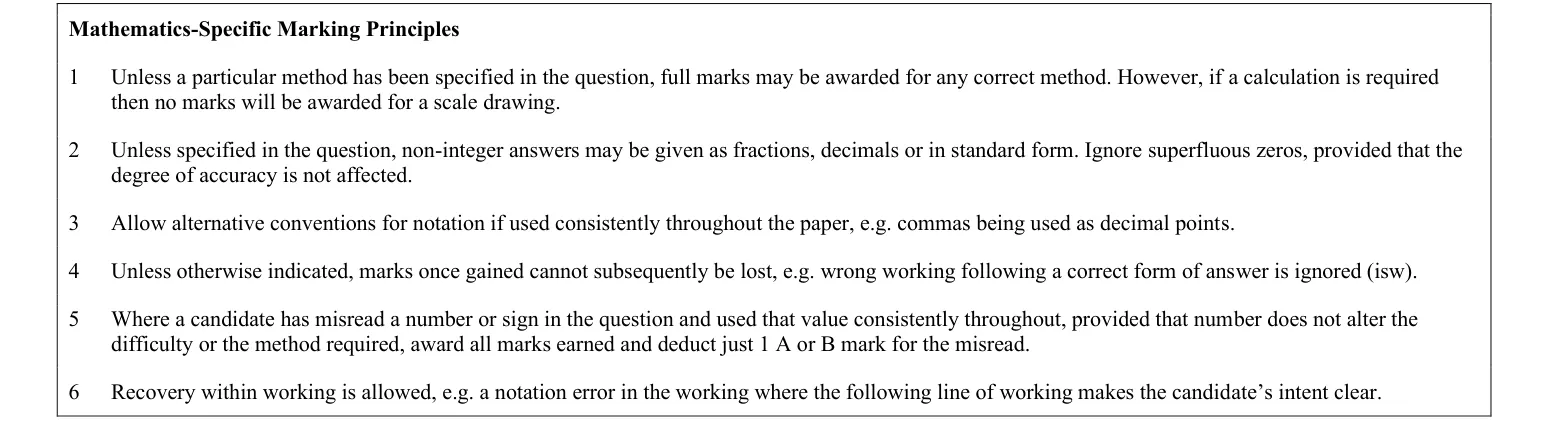 Mathematics-Specific Marking Principles
1 Unless a particular method has been specified in the question, full marks may be awarded for any correct method. However, if a calculation is required
then no marks will be awarded for a scale drawing.
2 Unless specified in the question, non-integer answers may be given as fractions, decimals or in standard form. Ignore superfluous zeros, provided that the
degree of accuracy is not affected.
3 Allow alternative conventions for notation if used consistently throughout the paper, e.g. commas being used as decimal points.
4 Unless otherwise indicated, marks once gained cannot subsequently be lost, e.g. wrong working following a correct form of answer is ignored (isw).
5 Where a candidate has misread a number or sign in the question and used that value consistently throughout, provided that number does not alter the
difficulty or the method required, award all marks earned and deduct just 1 A or B mark for the misread.
6 Recovery within working is allowed, e.g. a notation error in the working where the following line of working makes the candidate’s intent clear.